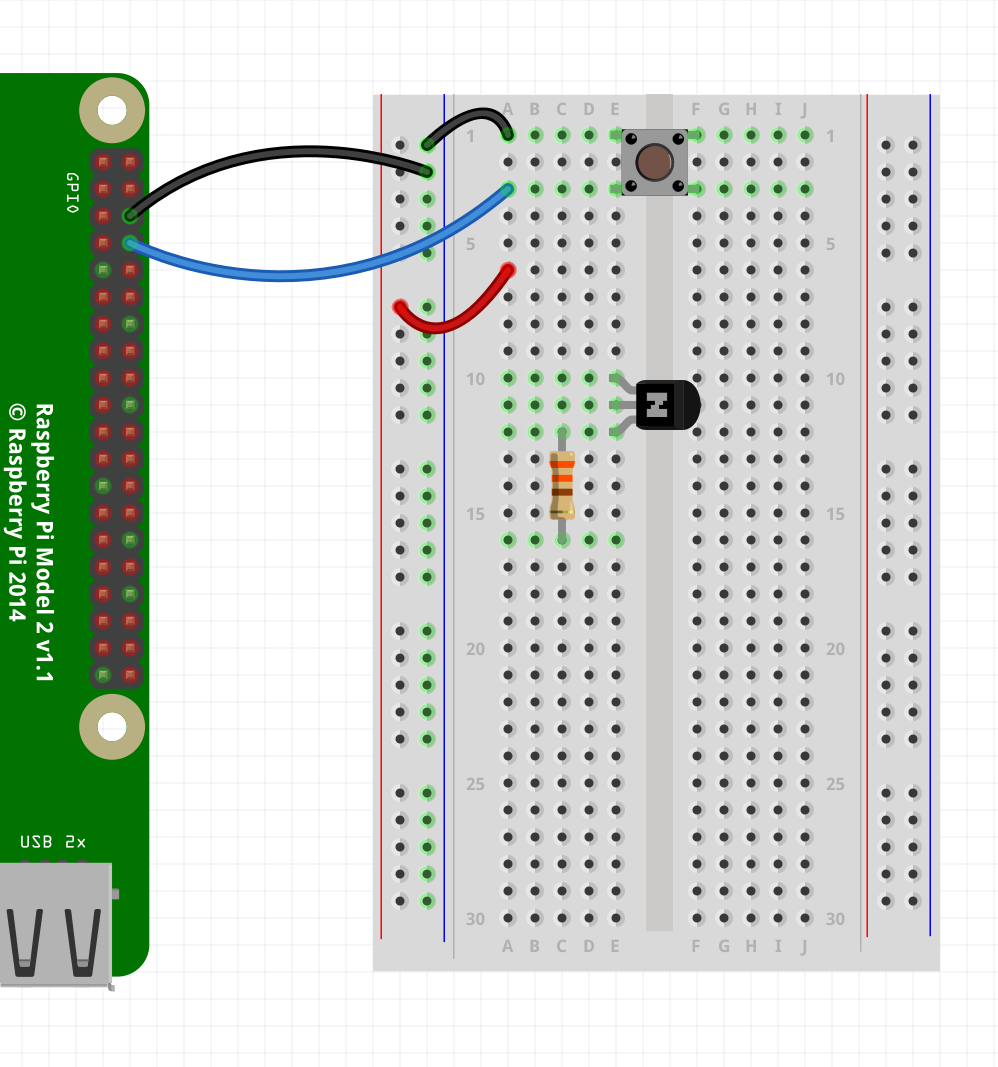 A B C D E F G H I J
1 1
GPIO
5 5
10 10
N
Raspberry Pi Model 2 v1.1
© Raspberry Pi 2014
15 15
20 20
25 25
USB 2x
30 30
A B C D E F G H I J